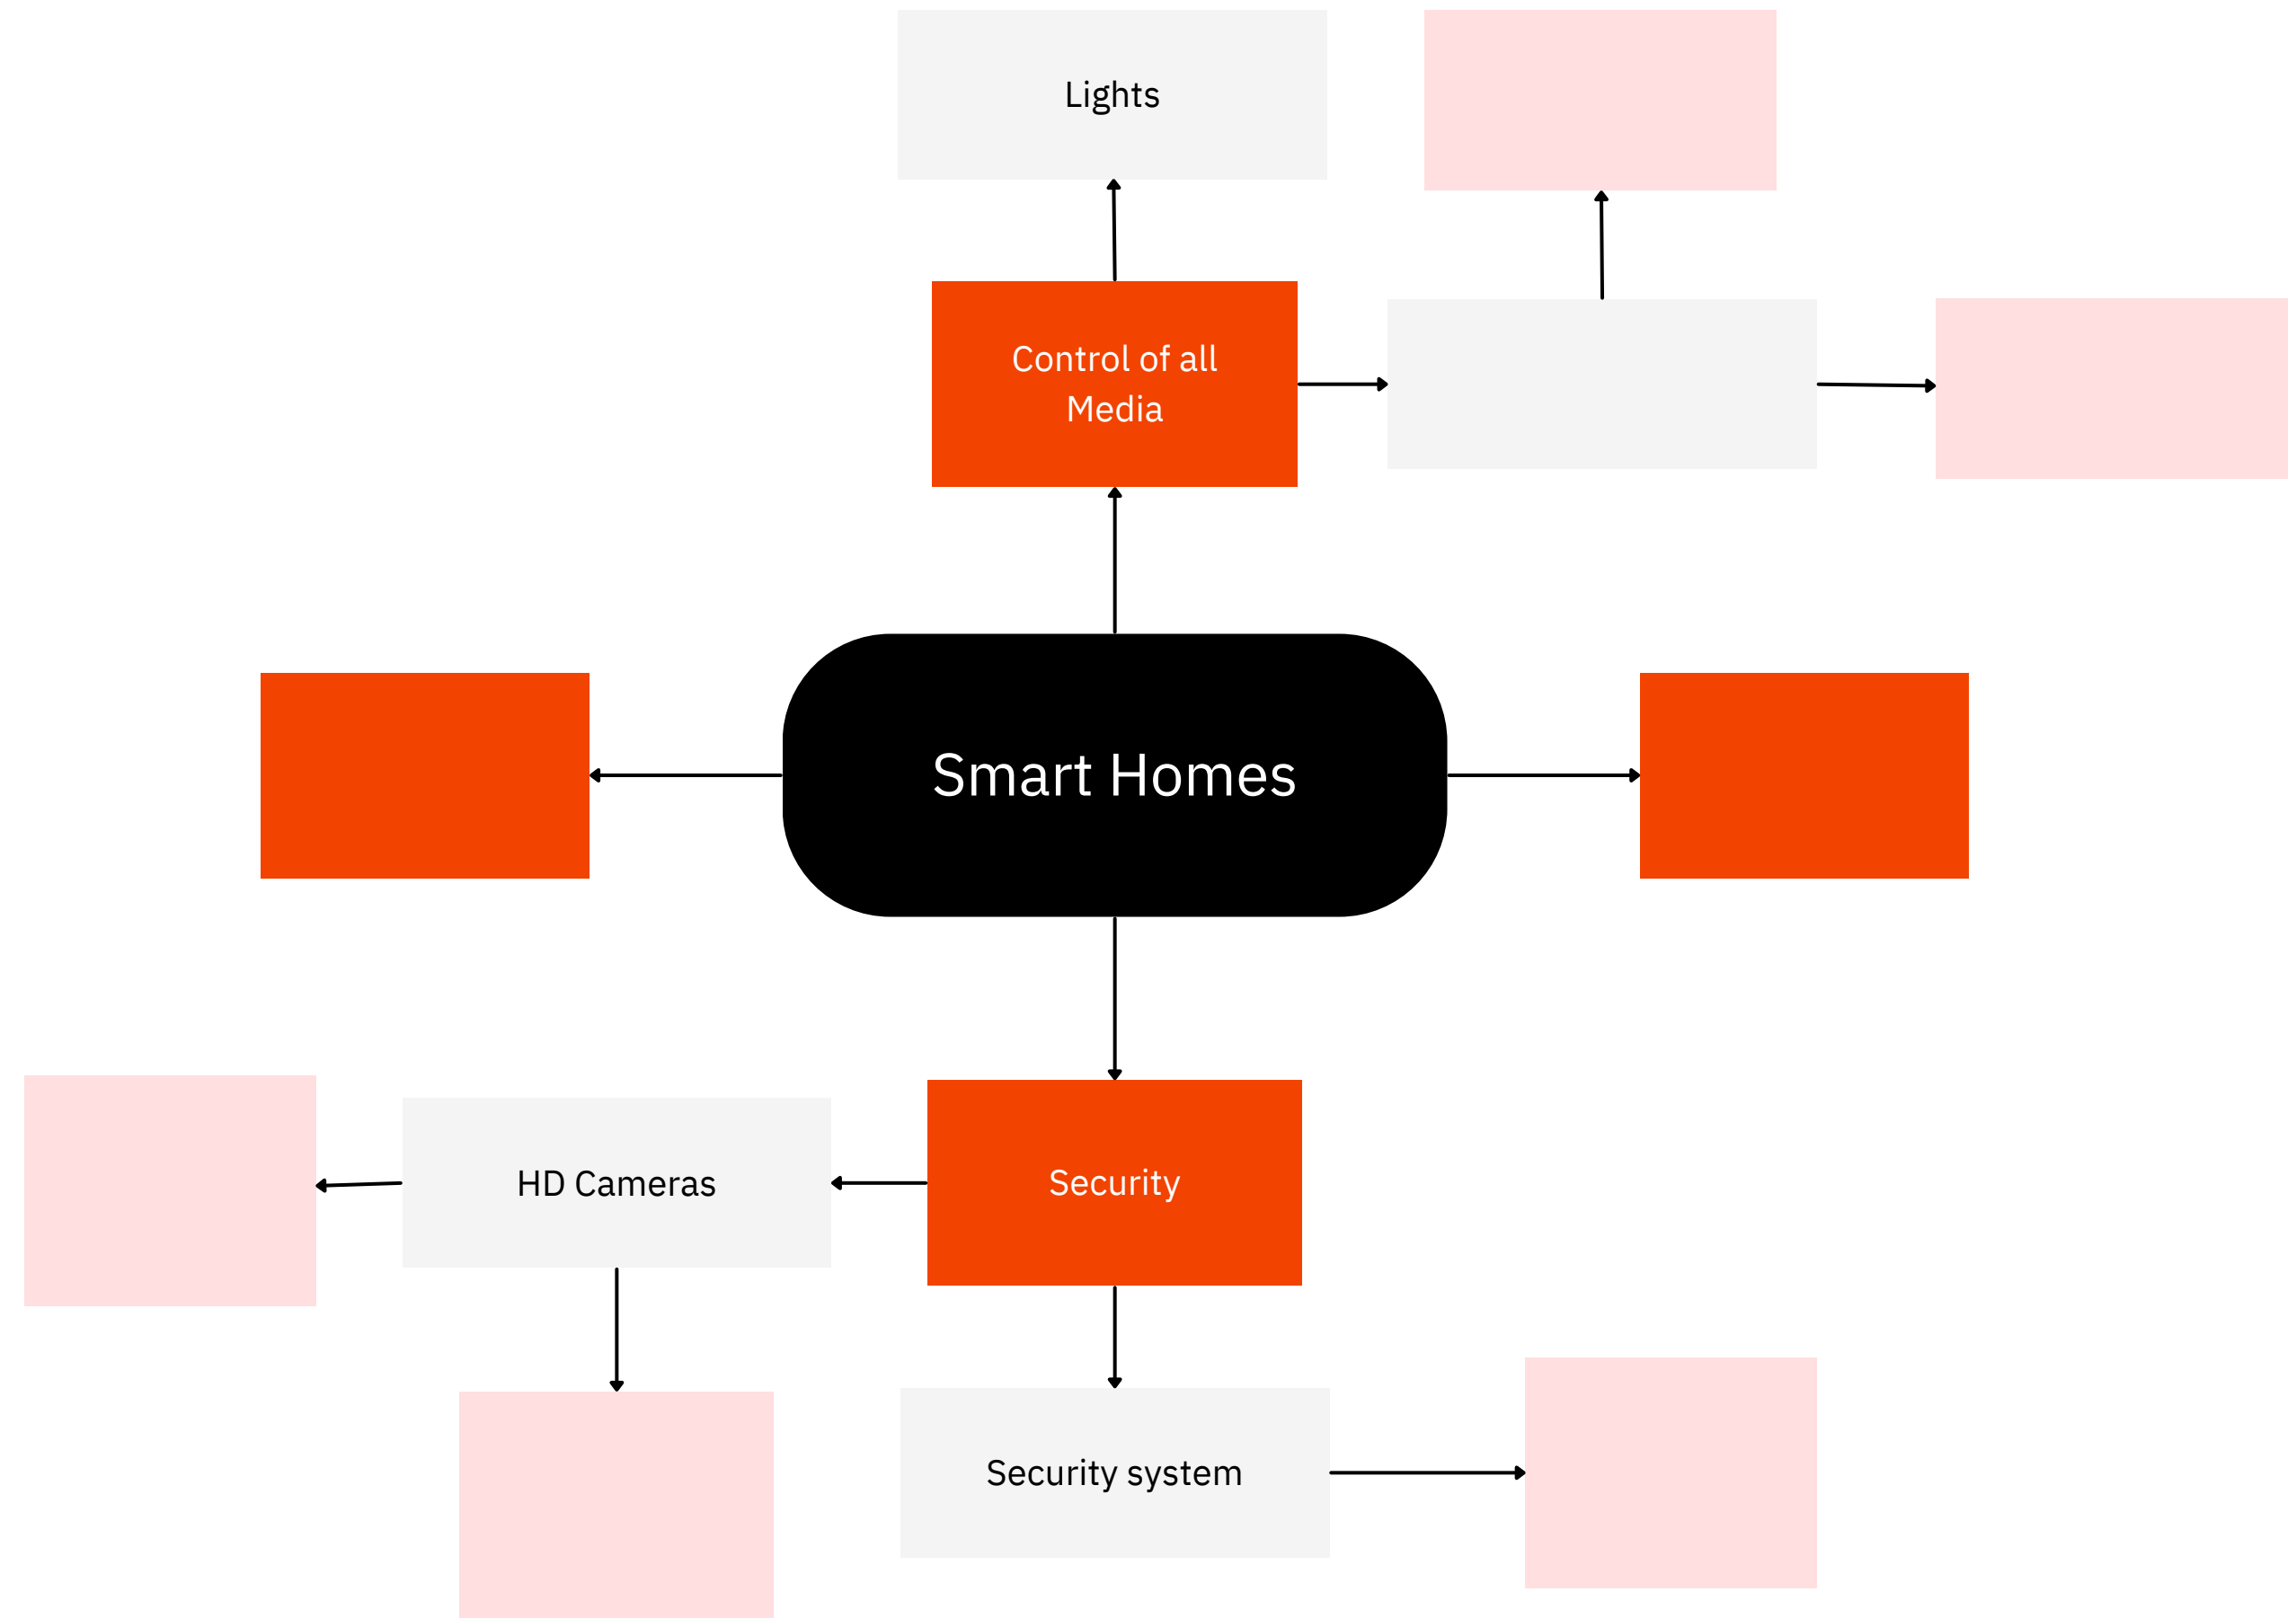 Lights
Control of all
Media
Smart Homes
HD Cameras
Security
Security system